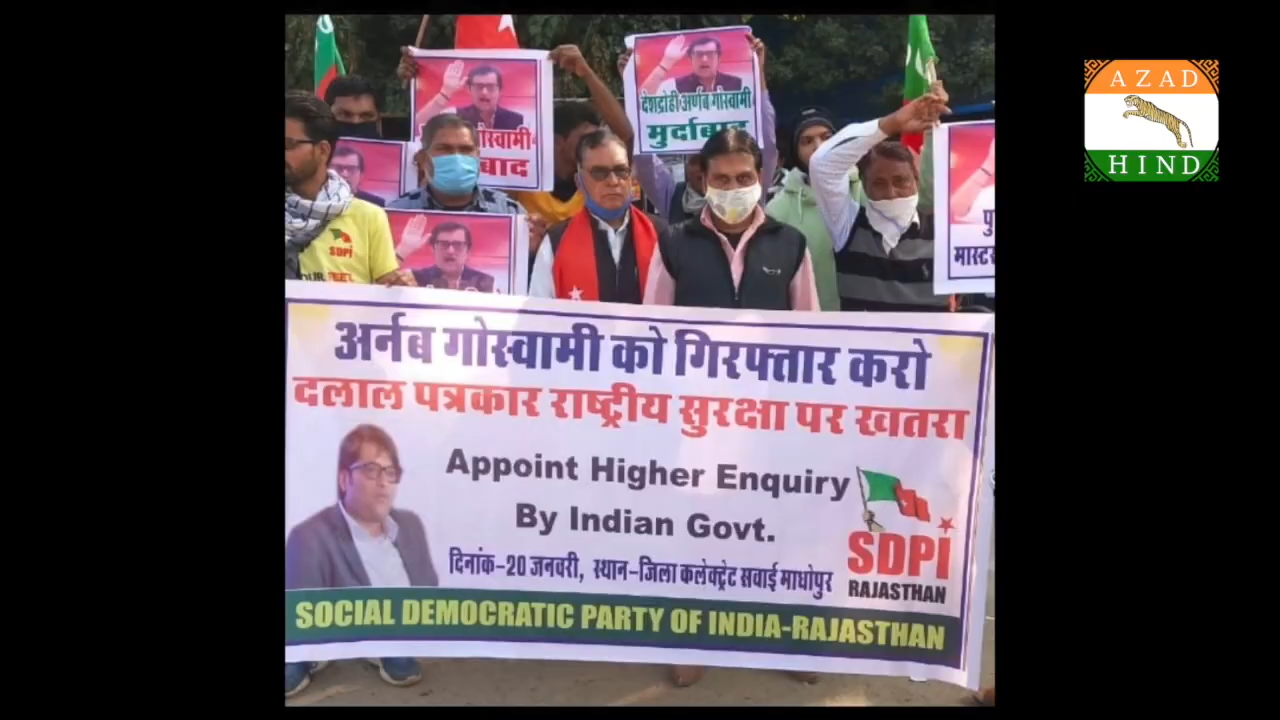 AZAD
HIND
गोस्वामी
बाद
देशद्रोही अर्णब गोस्वामी
मुर्दाबाद
SDPI
अर्नब गोस्वामी को गिरफ्तार करो
दलाल पत्रकार राष्ट्रीय सुरक्षा पर खतरा
Appoint Higher Enquiry
By Indian Govt.
दिनांक-20 जनवरी, स्थान-जिला कलेक्ट्रेट सवाई माधोपुर
SDPI
RAJASTHAN
SOCIAL DEMOCRATIC PARTY OF INDIA-RAJASTHAN